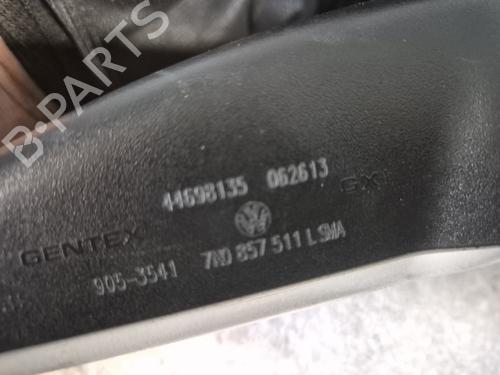 B-PARTS
44698135 062613
GENTEX GX
905-3541 7N0 857 511 L SMA